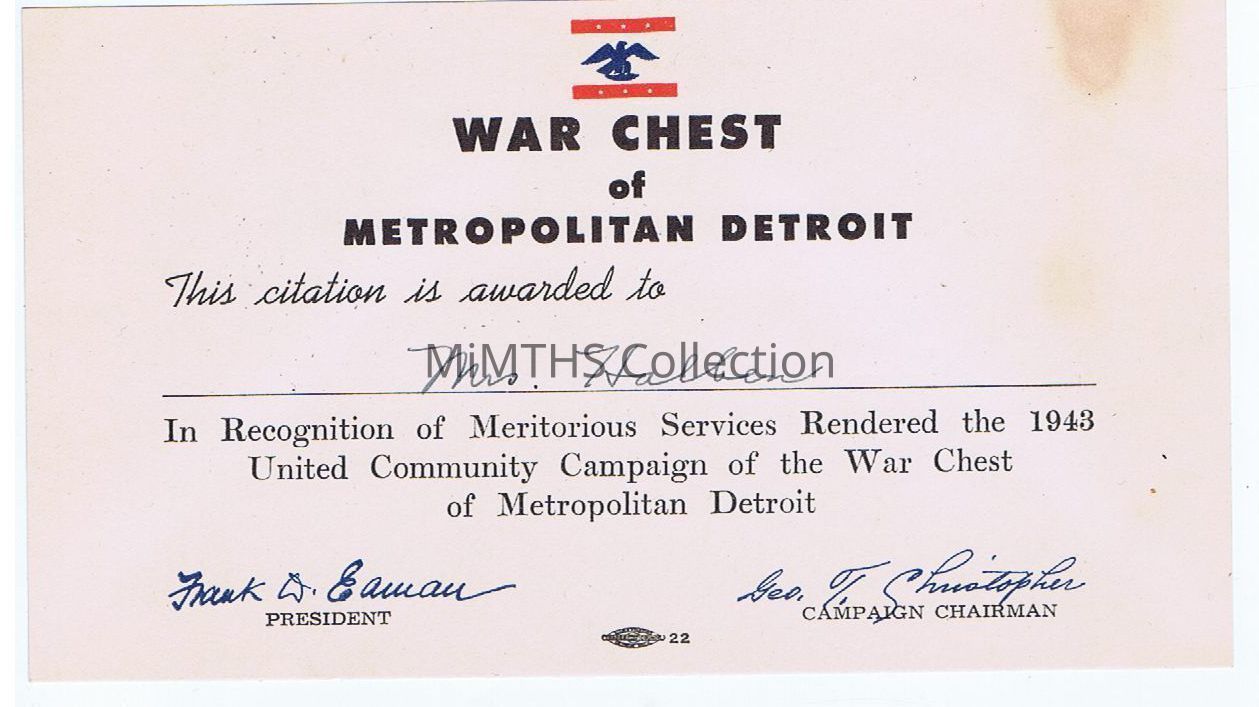 WAR CHEST
of
METROPOLITAN DETROIT
This citation is awarded to
MiMTHS Collection
Mrs.
In Recognition of Meritorious Services Rendered the 1943
United Community Campaign of the War Chest
of Metropolitan Detroit
Frank D. Eaman
PRESIDENT
Geo. T. Christopher
CAMPAIGN CHAIRMAN
22